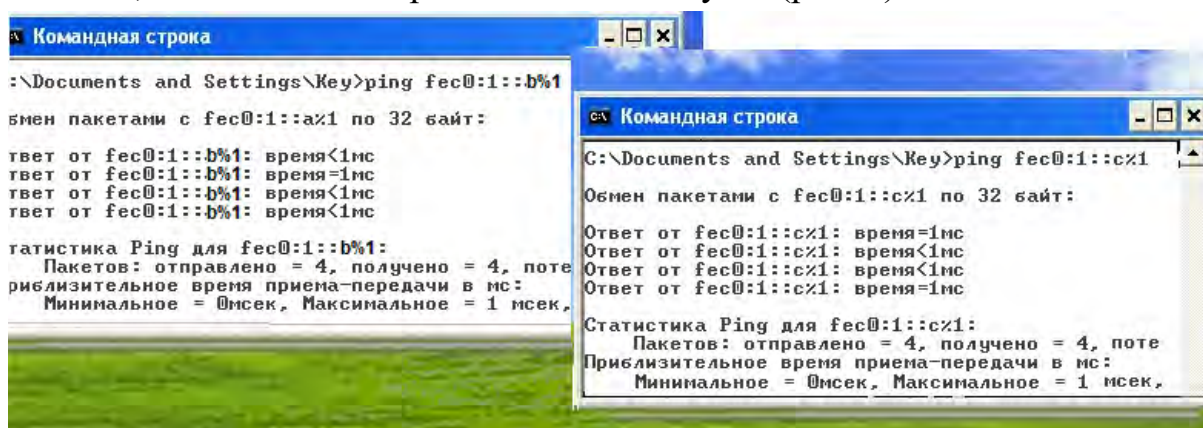 Командная строка
:\Documents and Settings\Key>ping fec0:1::b%1
бмен пакетами с fec0:1::a%1 по 32 байт:
твет от fec0:1::b%1: время<1мс
твет от fec0:1::b%1: время=1мс
твет от fec0:1::b%1: время<1мс
твет от fec0:1::b%1: время<1мс
татистика Ping для fec0:1::b%1:
Пакетов: отправлено = 4, получено = 4, поте
риблизительное время приема-передачи в мс:
Минимальное = 0мсек, Максимальное = 1 мсек,
Командная строка
C:\Documents and Settings\Key>ping fec0:1::c%1
Обмен пакетами с fec0:1::c%1 по 32 байт:
Ответ от fec0:1::c%1: время=1мс
Ответ от fec0:1::c%1: время<1мс
Ответ от fec0:1::c%1: время<1мс
Ответ от fec0:1::c%1: время=1мс
Статистика Ping для fec0:1::c%1:
Пакетов: отправлено = 4, получено = 4, поте
Приблизительное время приема-передачи в мс:
Минимальное = 0мсек, Максимальное = 1 мсек,